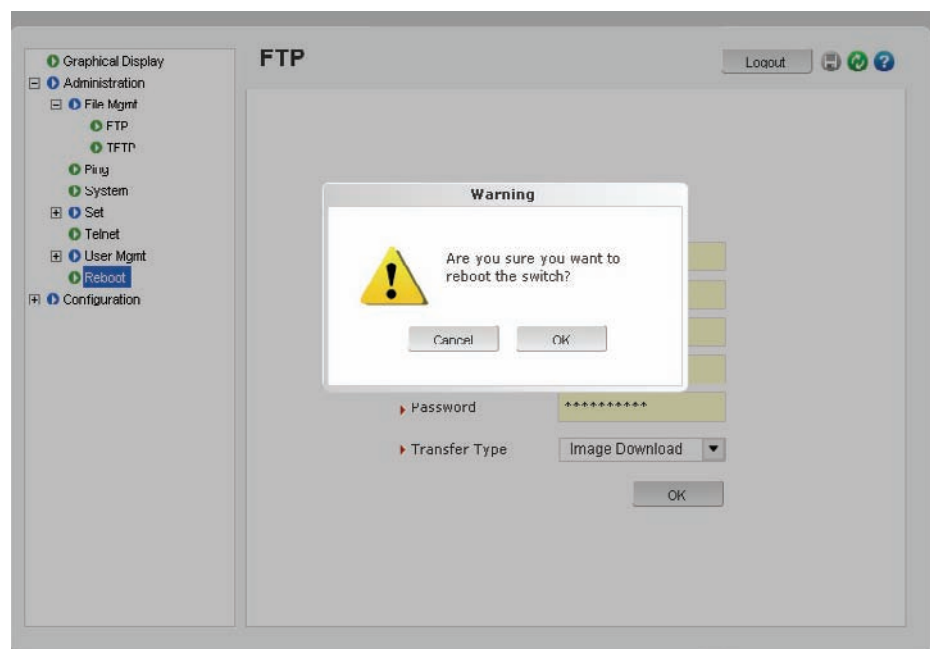 FTP
Logout
Graphical Display
Administration
File Mgmt
FTP
TFTP
Ping
System
Set
Telnet
User Mgmt
Reboot
Configuration
Warning
Are you sure you want to
reboot the switch?
Cancel
OK
Password
**********
Transfer Type
Image Download
OK